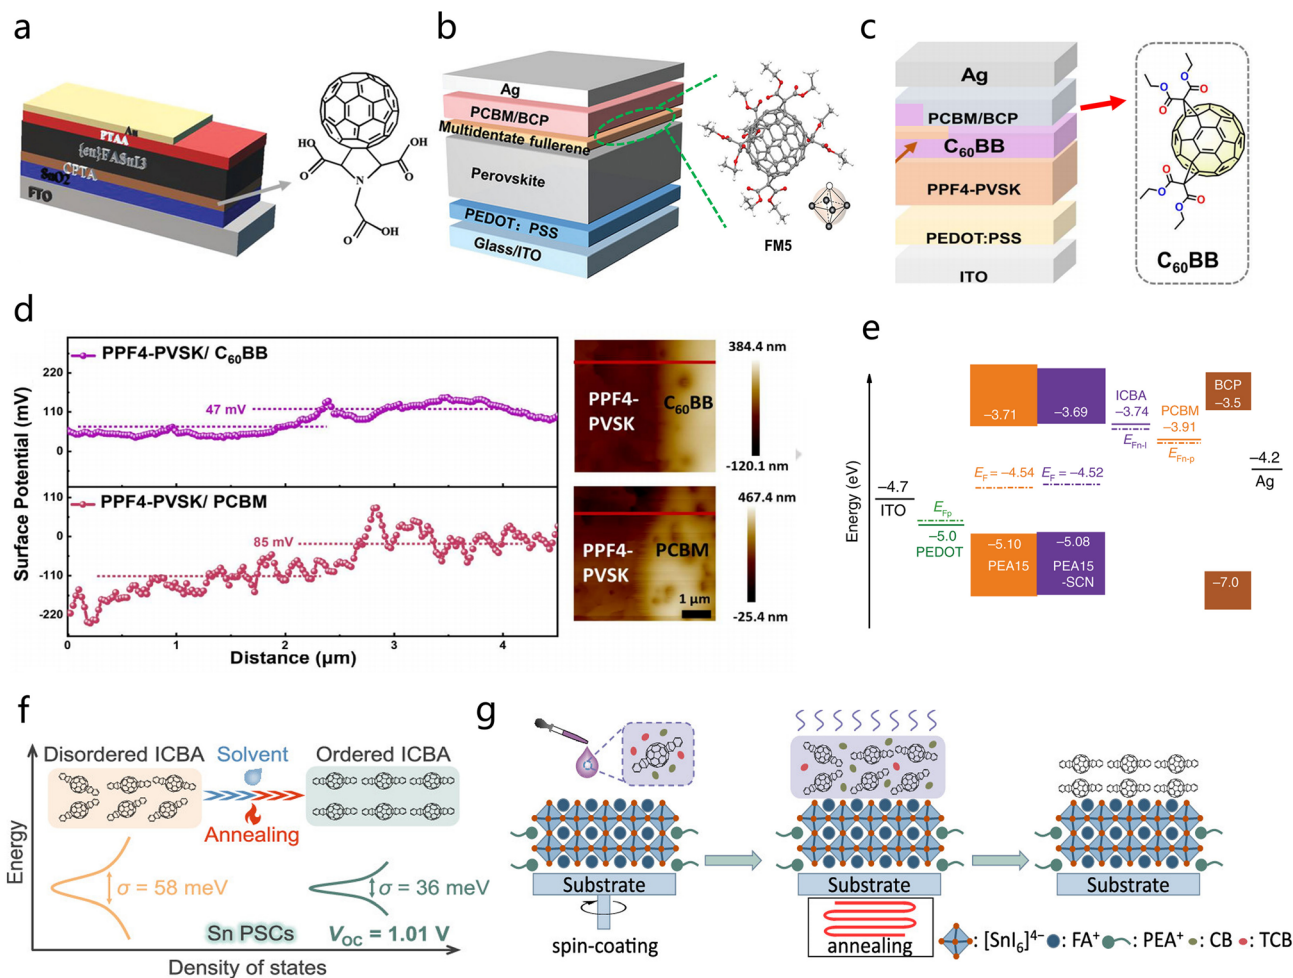 a
Au
PTAA
{en}FASnI3
CPTA
SnO2
FTO
HO
O
O
OH
N
O
OH
b
Ag
PCBM/BCP
Multidentate fullerene
Perovskite
PEDOT: PSS
Glass/ITO
FM5
c
Ag
PCBM/BCP
C60BB
PPF4-PVSK
PEDOT:PSS
ITO
C60BB
d
Surface Potential (mV)
PPF4-PVSK/ C60BB
220
110
0
47 mV
PPF4-PVSK/ PCBM
110
0
-110
-220
85 mV
0 1 2 3 4
Distance (μm)
PPF4-
PVSK
C60BB
384.4 nm
-120.1 nm
PPF4-
PVSK
PCBM
1 μm
467.4 nm
-25.4 nm
e
Energy (eV)
−4.7
ITO
EFp
−5.0
PEDOT
−3.71
EF = −4.54
−5.10
PEA15
−3.69
EF = −4.52
−5.08
PEA15
-SCN
ICBA
−3.74
EFn-I
PCBM
−3.91
EFn-p
BCP
−3.5
−7.0
−4.2
Ag
f
Energy
Disordered ICBA
Solvent
Annealing
Ordered ICBA
σ = 58 meV
σ = 36 meV
Sn PSCs
VOC = 1.01 V
Density of states
g
Substrate
spin-coating
Substrate
annealing
Substrate
: [SnI6]4−
: FA+
: PEA+
: CB
: TCB